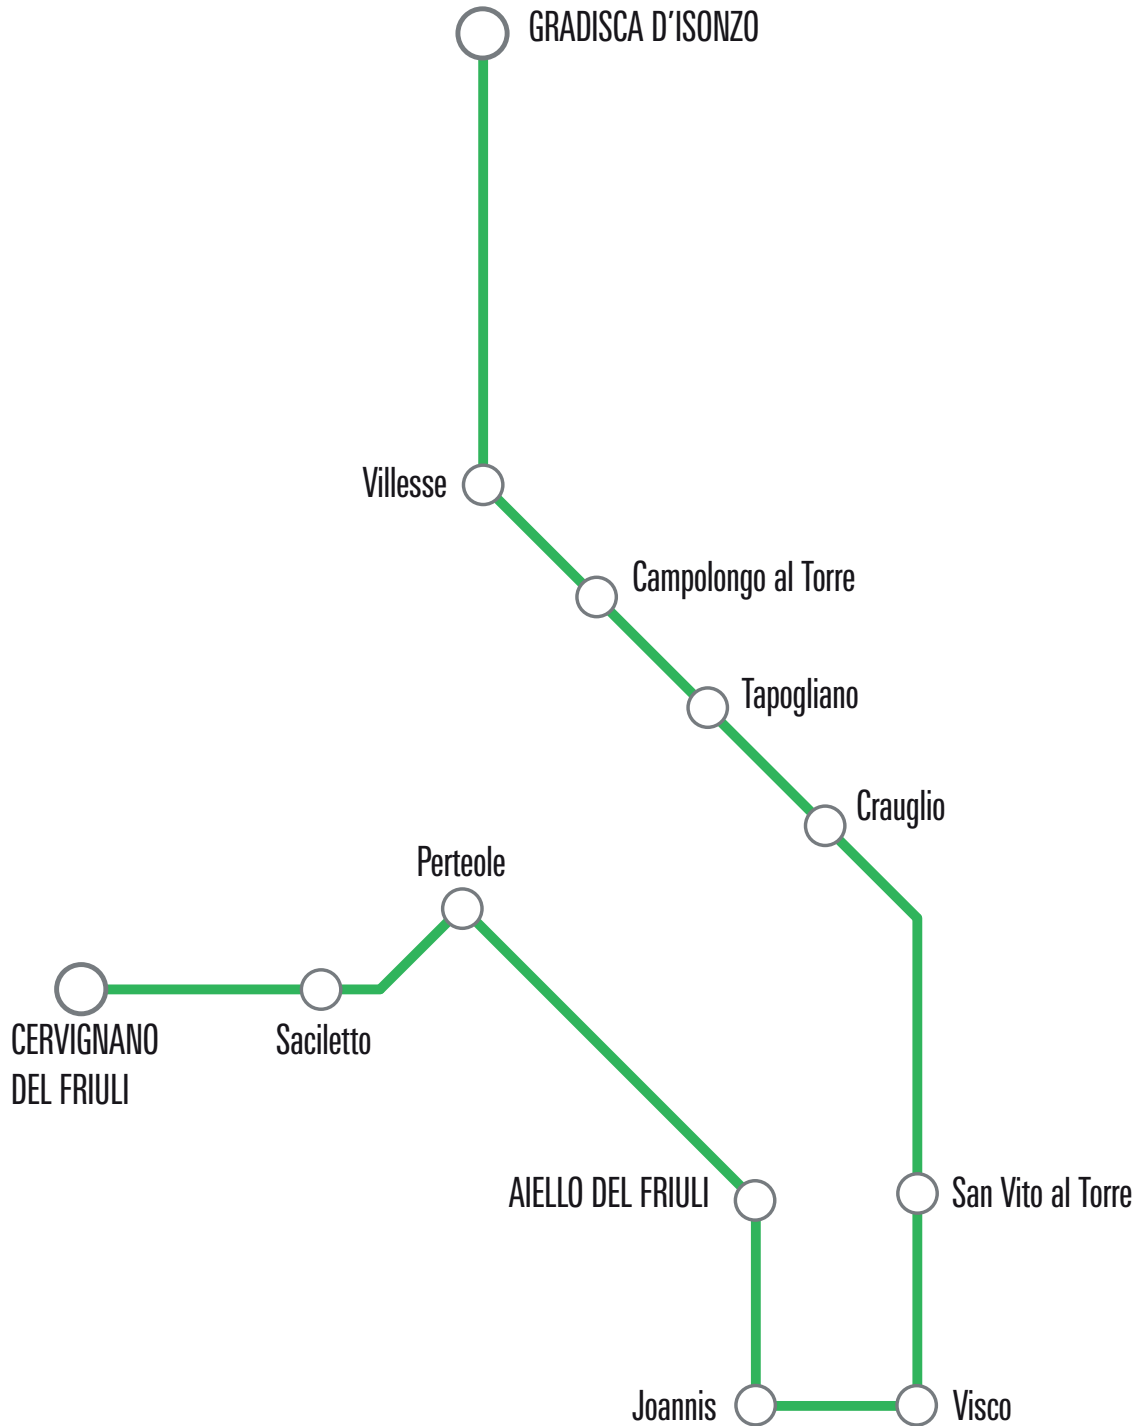 GRADISCA D'ISONZO
Villesse
Campolongo al Torre
Tapogliano
Crauglio
Perteole
CERVIGNANO
DEL FRIULI
Saciletto
AIELLO DEL FRIULI
San Vito al Torre
Joannis
Visco